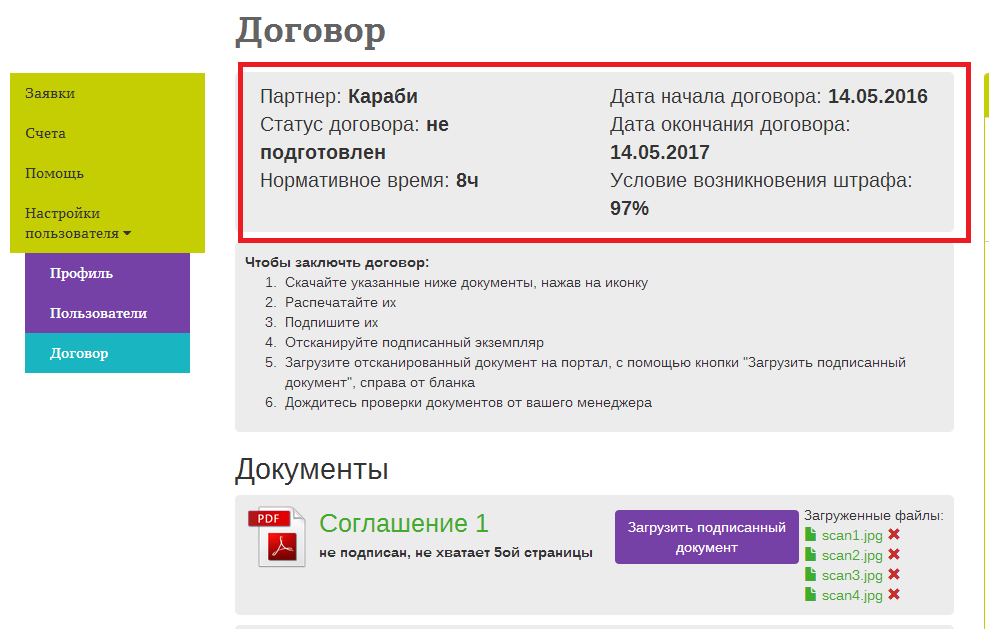 Договор
Заявки
Счета
Помощь
Настройки
пользователя
Профиль
Пользователи
Договор
Партнер: Караби
Статус договора: не
подготовлен
Нормативное время: 8ч
Дата начала договора: 14.05.2016
Дата окончания договора:
14.05.2017
Условие возникновения штрафа:
97%
Чтобы заключть договор:
1. Скачайте указанные ниже документы, нажав на иконку
2. Распечатайте их
3. Подпишите их
4. Отсканируйте подписанный экземпляр
5. Загрузите отсканированный документ на портал, с помощью кнопки "Загрузить подписанный
документ", справа от бланка
6. Дождитесь проверки документов от вашего менеджера
Документы
PDF
Соглашение 1
не подписан, не хватает 5ой страницы
Загрузить подписанный
документ
Загруженные файлы:
scan1.jpg
scan2.jpg
scan3.jpg
scan4.jpg